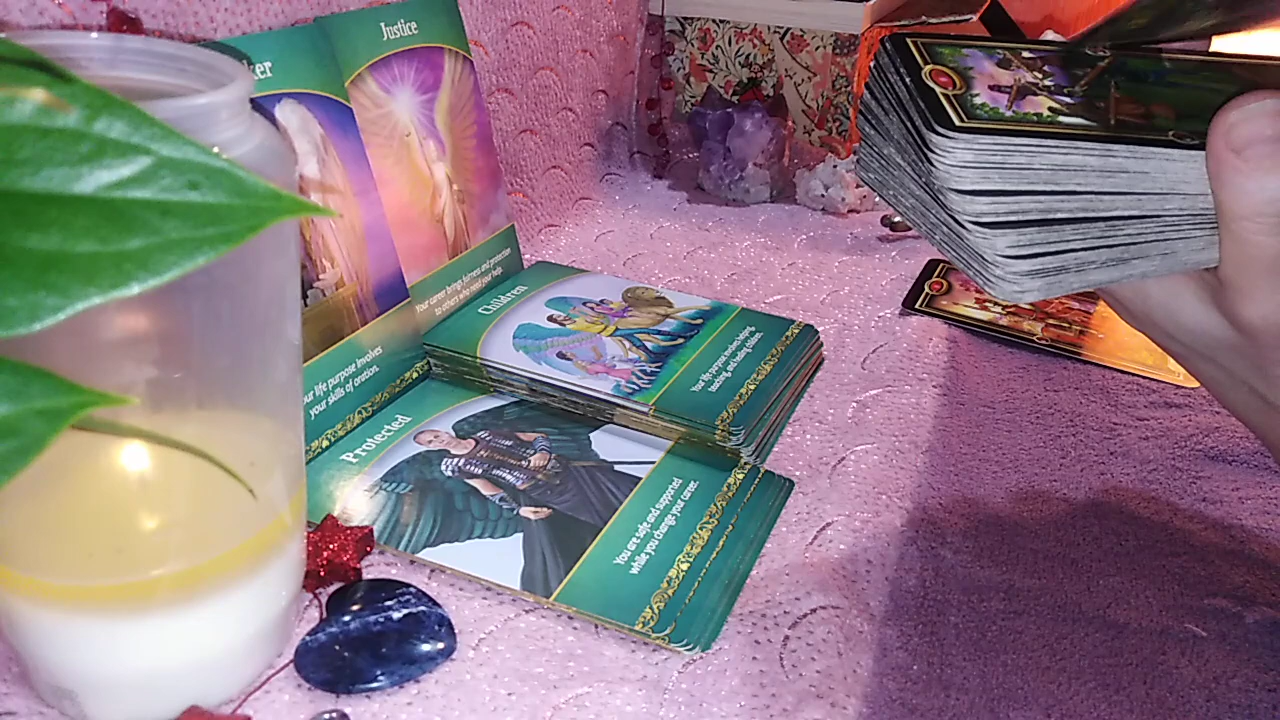 ker
Justice
Your career brings fairness and protection
to others who need your help.
ur life purpose involves
your skills of oration.
Children
Your life purpose involves helping,
teaching, and healing children.
Protected
You are safe and supported
while you change your career.